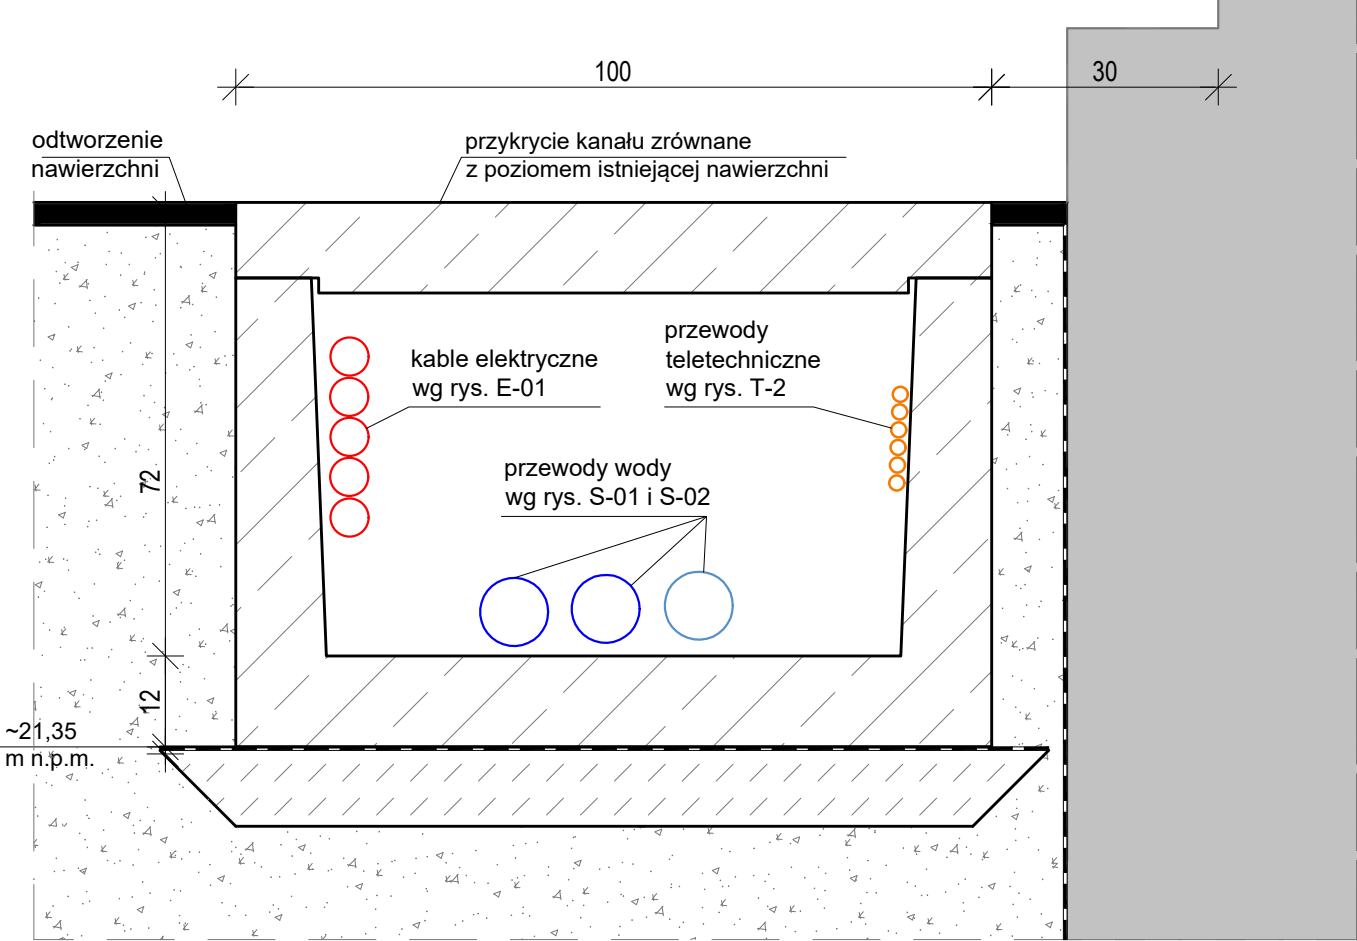 100
30
odtworzenie
nawierzchni
przykrycie kanału zrównane
z poziomem istniejącej nawierzchni
przewody
teletechniczne
wg rys. T-2
kable elektryczne
wg rys. E-01
przewody wody
wg rys. S-01 i S-02
72
12
~21,35
m n.p.m.